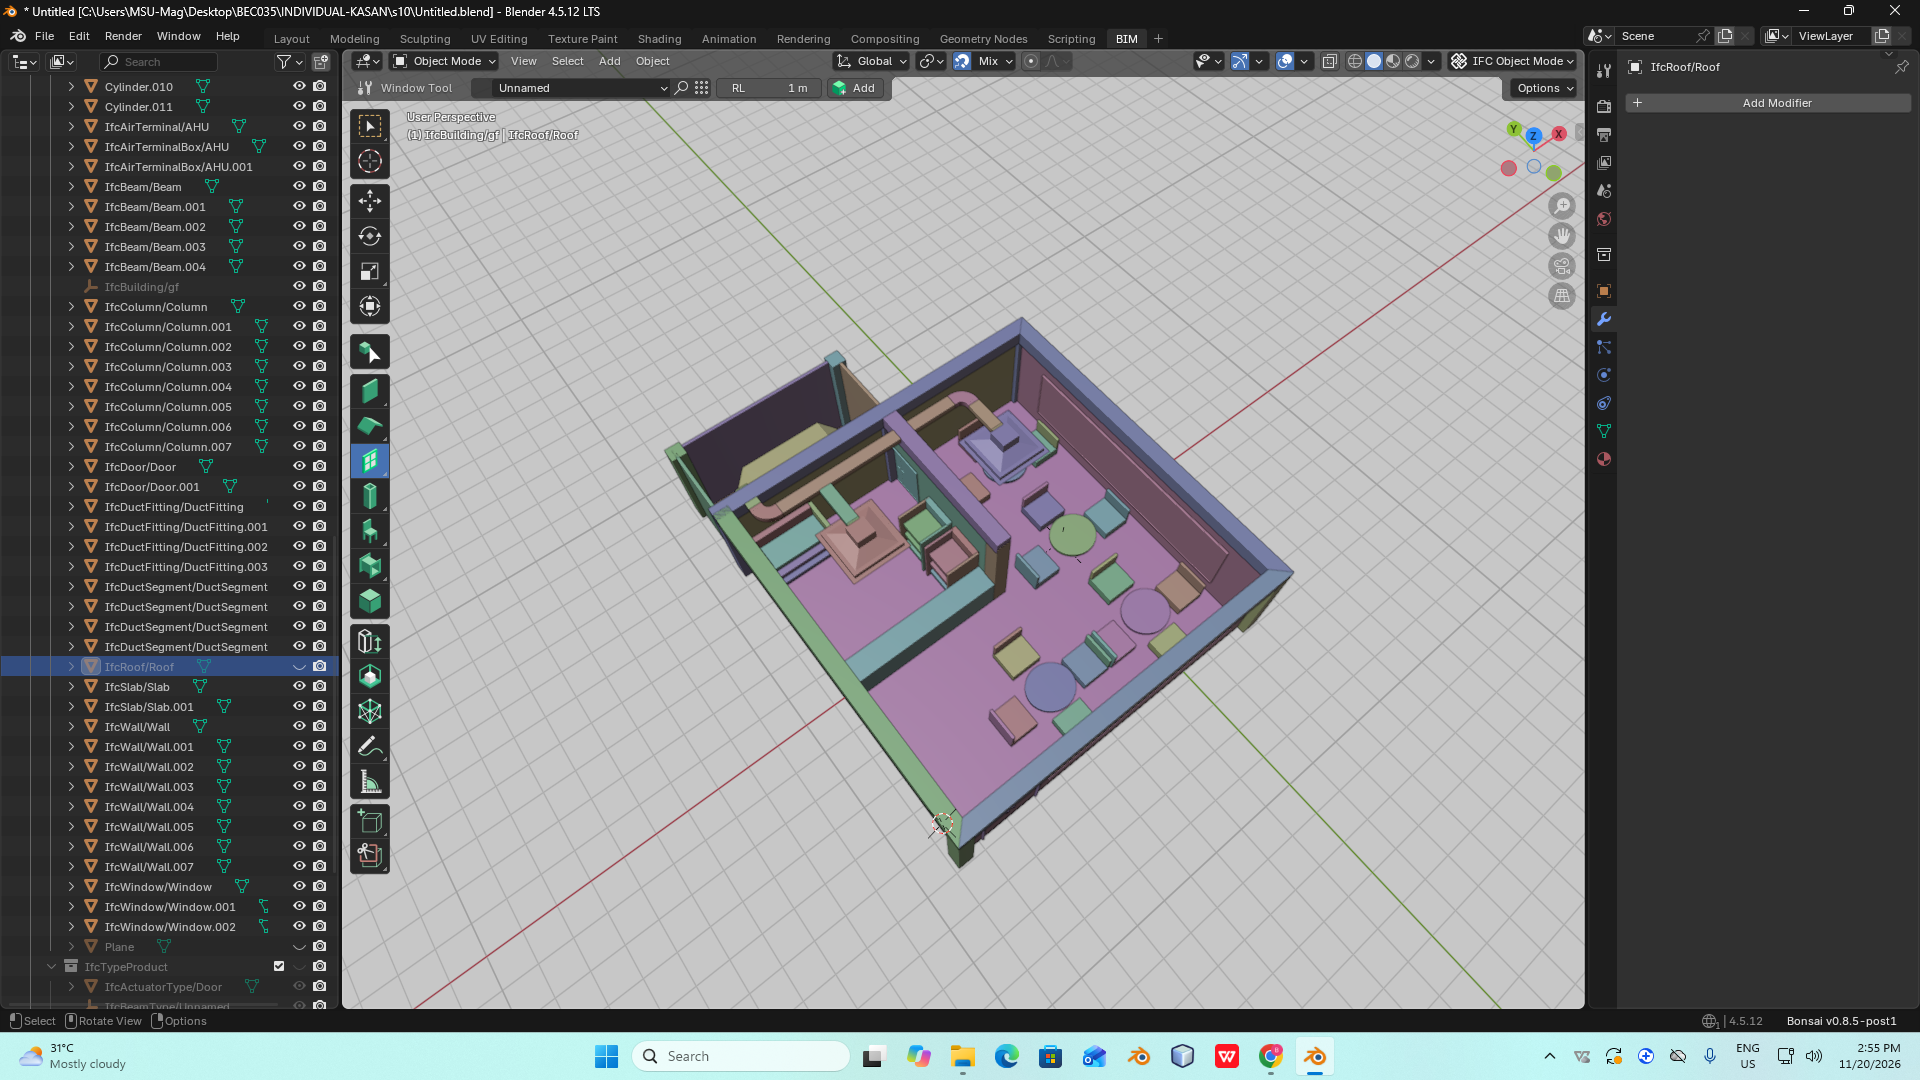 * Untitled [C:\Users\MSU-Mag\Desktop\BEC035\INDIVIDUAL-KASAN\s10\Untitled.blend] - Blender 4.5.12 LTS
File Edit Render Window Help
Layout Modeling Sculpting UV Editing Texture Paint Shading Animation Rendering Compositing Geometry Nodes Scripting BIM +
Scene
ViewLayer
Search
Object Mode View Select Add Object
Global
Mix
IFC Object Mode
IfcRoof/Roof
Window Tool
Unnamed
RL 1 m
Add
Options
Add Modifier
User Perspective
(1) IfcBuilding/gf | IfcRoof/Roof
Y Z X
Cylinder.010
Cylinder.011
IfcAirTerminal/AHU
IfcAirTerminalBox/AHU
IfcAirTerminalBox/AHU.001
IfcBeam/Beam
IfcBeam/Beam.001
IfcBeam/Beam.002
IfcBeam/Beam.003
IfcBeam/Beam.004
IfcBuilding/gf
IfcColumn/Column
IfcColumn/Column.001
IfcColumn/Column.002
IfcColumn/Column.003
IfcColumn/Column.004
IfcColumn/Column.005
IfcColumn/Column.006
IfcColumn/Column.007
IfcDoor/Door
IfcDoor/Door.001
IfcDuctFitting/DuctFitting
IfcDuctFitting/DuctFitting.001
IfcDuctFitting/DuctFitting.002
IfcDuctFitting/DuctFitting.003
IfcDuctSegment/DuctSegment
IfcDuctSegment/DuctSegment
IfcDuctSegment/DuctSegment
IfcDuctSegment/DuctSegment
IfcRoof/Roof
IfcSlab/Slab
IfcSlab/Slab.001
IfcWall/Wall
IfcWall/Wall.001
IfcWall/Wall.002
IfcWall/Wall.003
IfcWall/Wall.004
IfcWall/Wall.005
IfcWall/Wall.006
IfcWall/Wall.007
IfcWindow/Window
IfcWindow/Window.001
IfcWindow/Window.002
Plane
IfcTypeProduct
IfcActuatorType/Door
IfcBeamType/Unnamed
Select Rotate View Options
4.5.12 Bonsai v0.8.5-post1
31°C
Mostly cloudy
Search
ENG
US
2:55 PM
11/20/2026